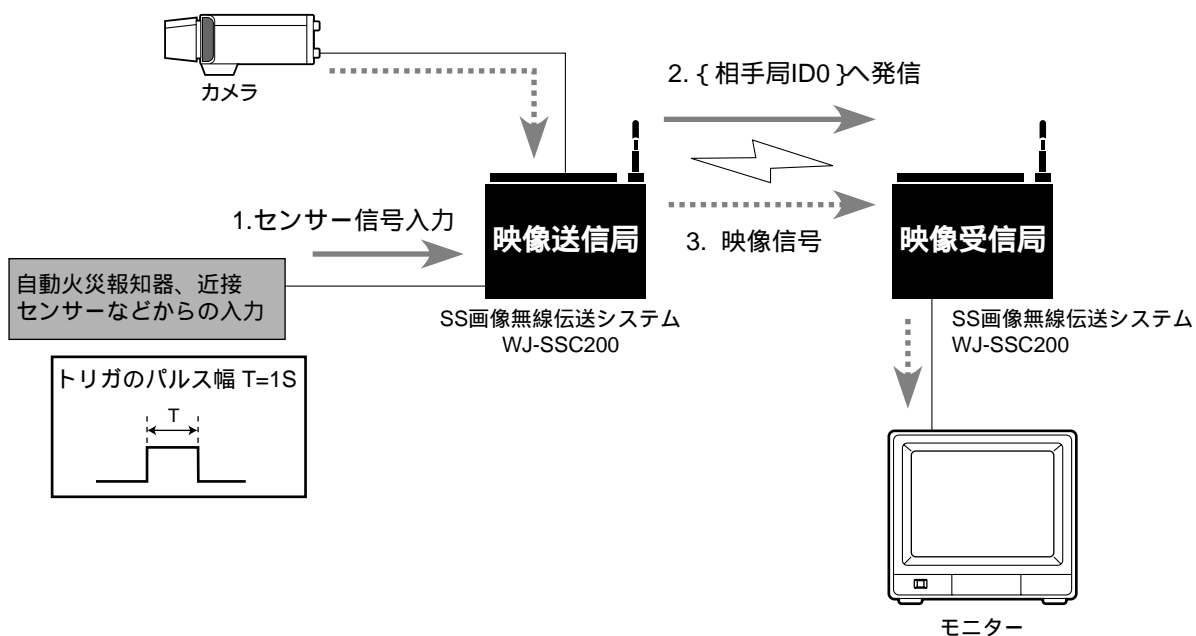 カメラ
2. { 相手局ID0 }へ発信
1.センサー信号入力
映像送信局
3. 映像信号
映像受信局
自動火災報知器、近接
センサーなどからの入力
SS画像無線伝送システム
WJ-SSC200
SS画像無線伝送システム
WJ-SSC200
トリガのパルス幅 T=1S
T
モニター